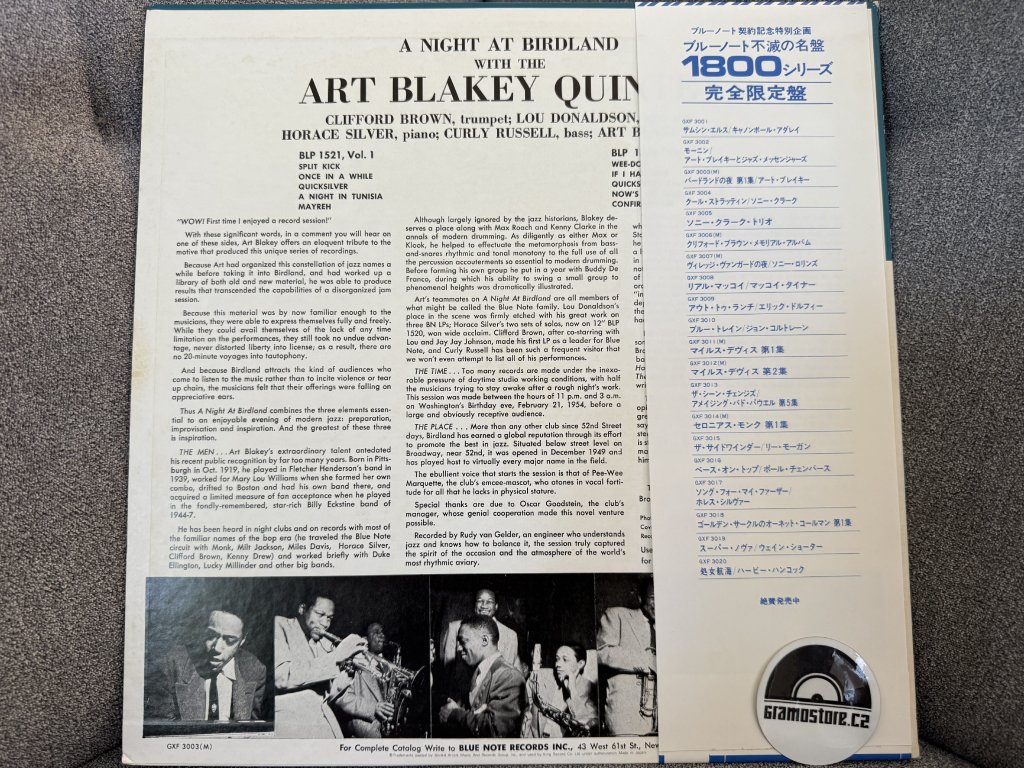 A NIGHT AT BIRDLAND
WITH THE
ART BLAKEY QUIN
CLIFFORD BROWN, trumpet; LOU DONALDSON,
HORACE SILVER, piano; CURLY RUSSELL, bass; ART B
BLP 1521, Vol. 1
SPLIT KICK
ONCE IN A WHILE
QUICKSILVER
A NIGHT IN TUNISIA
MAYREH
BLP 1
WEE-DO
IF I HA
QUICKS
NOW'S
CONFIR
"WOW! First time I enjoyed a record session!"
With these significant words, in a comment you will hear on
one of these sides, Art Blakey offers an eloquent tribute to the
motive that produced this unique series of recordings.
Because Art had organized this constellation of jazz names a
while before taking it into Birdland, and had worked up a
library of both old and new material, he was able to produce
results that transcended the capabilities of a disorganized jam
session.
Because this material was by now familiar enough to the
musicians, they were able to express themselves fully and freely.
While they could avail themselves of the lack of any time
limitation on the performances, they still took no undue advan-
tage, never distorted liberty into license; as a result, there are
no 20-minute voyages into tautophony.
And because Birdland attracts the kind of audiences who
come to listen to the music rather than to incite violence or tear
up chairs, the musicians felt that their offerings were falling on
appreciative ears.
Thus A Night At Birdland combines the three elements essen-
tial to an enjoyable evening of modern jazz: preparation,
improvisation and inspiration. And the greatest of these three
is inspiration.
THE MEN . . . Art Blakey's extraordinary talent antedated
his recent public recognition by far too many years. Born in Pitts-
burgh in Oct. 1919, he played in Fletcher Henderson's band in
1939, worked for Mary Lou Williams when she formed her own
combo, drifted to Boston and had his own band there, and
acquired a limited measure of fan acceptance when he played
in the fondly-remembered, star-rich Billy Eckstine band of
1944-7.
He has been heard in night clubs and on records with most of
the familiar names of the bop era (he traveled the Blue Note
circuit with Monk, Milt Jackson, Miles Davis, Horace Silver,
Clifford Brown, Kenny Drew) and worked briefly with Duke
Ellington, Lucky Millinder and other big bands.
Although largely ignored by the jazz historians, Blakey de-
serves a place along with Max Roach and Kenny Clarke in the
annals of modern drumming. As diligently as either Max or
Klook, he helped to effectuate the metamorphosis from bass-
and-snares rhythmic and tonal monotony to the full use of all
the percussion accouterments so essential to modern drumming.
Before forming his own group he put in a year with Buddy De
Franco, during which his ability to swing a small group to
phenomenal heights was dramatically illustrated.
Art's teammates on A Night At Birdland are all members of
what might be called the Blue Note family. Lou Donaldson's
place in the scene was firmly etched with his great work on
three BN LPs; Horace Silver's two sets of solos, now on 12" BLP
1520, won wide acclaim. Clifford Brown, after co-starring with
Lou and Jay Jay Johnson, made his first LP as a leader for Blue
Note, and Curly Russell has been such a frequent visitor that
we won't even attempt to list all of his performances.
THE TIME . . . Too many records are made under the inexo-
rable pressure of daytime studio working conditions, with half
the musicians trying to stay awake after a rough night's work.
This session was made between the hours of 11 p.m. and 3 a.m.
on Washington's Birthday eve, February 21, 1954, before a
large and obviously receptive audience.
THE PLACE . . . More than any other club since 52nd Street
days, Birdland has earned a global reputation through its effort
to promote the best in jazz. Situated below street level on
Broadway, near 52nd, it was opened in December 1949 and
has played host to virtually every major name in the field.
The ebullient voice that starts the session is that of Pee-Wee
Marquette, the club's emcee-mascot, who atones in vocal forti-
tude for all that he lacks in physical stature.
Special thanks are due to Oscar Goodstein, the club's
manager, whose genial cooperation made this novel venture
possible.
Recorded by Rudy van Gelder, an engineer who understands
jazz and knows how to balance it, the session truly captured
the spirit of the occasion and the atmosphere of the world's
most rhythmic aviary.
GXF 3003(M)
For Complete Catalog Write to BLUE NOTE RECORDS INC., 43 West 61st St., New
ブルーノート契約記念特別企画
ブルーノート不滅の名盤
1800シリーズ
完全限定盤
GXF 3001
サムシン・エルス/キャノンボール・アダレイ
GXF 3002
モーニン/
アート・ブレイキーとジャズ・メッセンジャーズ
GXF 3003(M)
バードランドの夜 第1集/アート・ブレイキー
GXF 3004
クール・ストラッティン/ソニー・クラーク
GXF 3005
ソニー・クラーク・トリオ
GXF 3006(M)
クリフォード・ブラウン・メモリアル・アルバム
GXF 3007(M)
ヴィレッジ・ヴァンガードの夜/ソニー・ロリンズ
GXF 3008
リアル・マッコイ/マッコイ・タイナー
GXF 3009
アウト・トゥ・ランチ/エリック・ドルフィー
GXF 3010
ブルー・トレイン/ジョン・コルトレーン
GXF 3011(M)
マイルス・デヴィス 第1集
GXF 3012(M)
マイルス・デヴィス 第2集
GXF 3013
ザ・シーン・チェンジズ/
アメイジング・バド・パウエル 第5集
GXF 3014(M)
セロニアス・モンク 第1集
GXF 3015
ザ・サイドワインダー/リー・モーガン
GXF 3016
ベース・オン・トップ/ポール・チェンバース
GXF 3017
ソング・フォー・マイ・ファーザー/
ホレス・シルヴァー
GXF 3018
ゴールデン・サークルのオーネット・コールマン 第1集
GXF 3019
スーパー・ノヴァ/ウェイン・ショーター
GXF 3020
処女航海/ハービー・ハンコック
絶賛発売中
Gramostore.cz